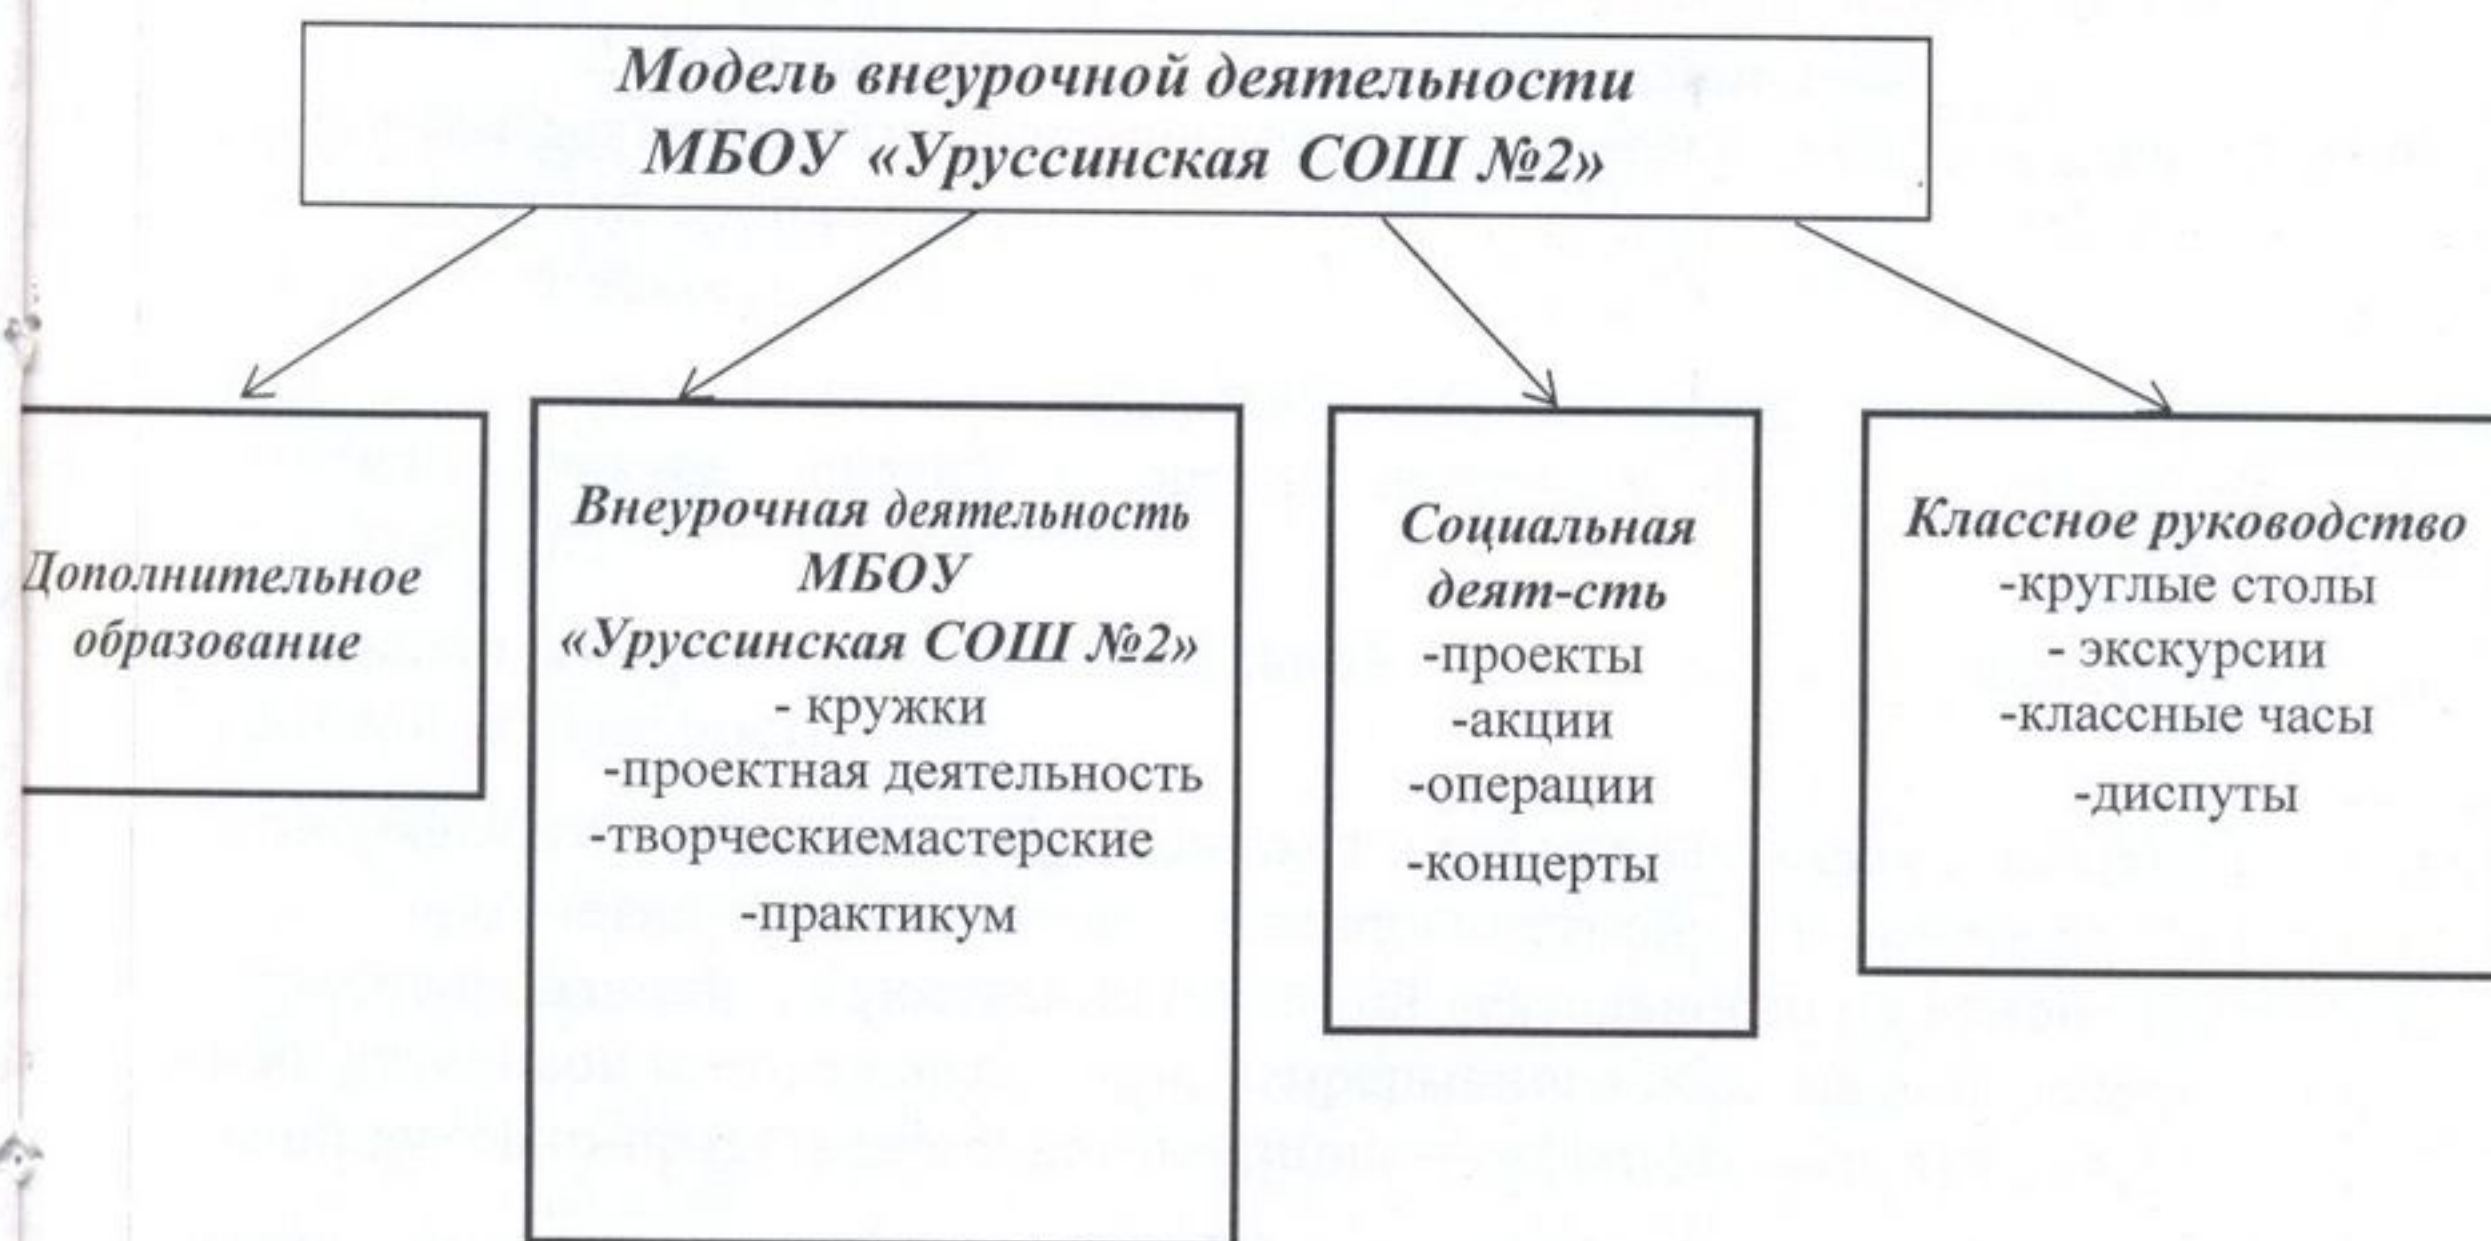 Модель внеурочной деятельности
МБОУ «Уруссинская СОШ №2»
Дополнительное
образование
Внеурочная деятельность
МБОУ
«Уруссинская СОШ №2»
- кружки
-проектная деятельность
-творческиемастерские
-практикум
Социальная
деят-сть
-проекты
-акции
-операции
-концерты
Классное руководство
-круглые столы
- экскурсии
-классные часы
-диспуты